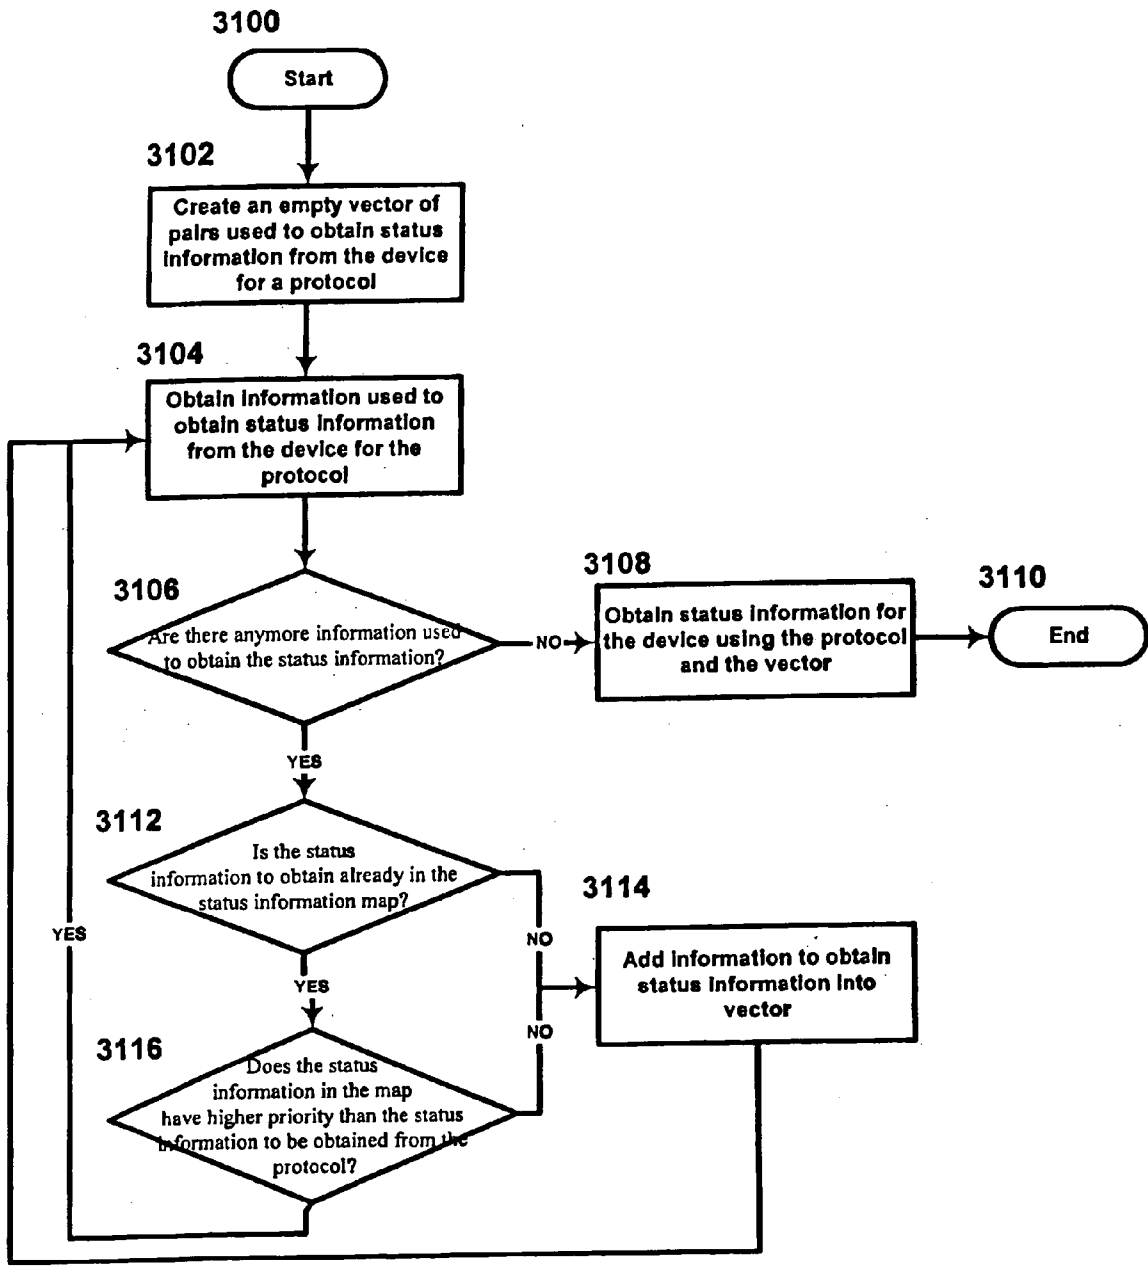 3100
Start
3102
Create an empty vector of
pairs used to obtain status
information from the device
for a protocol
3104
Obtain information used to
obtain status information
from the device for the
protocol
3106
Are there anymore information used
to obtain the status information?
NO
3108
Obtain status information for
the device using the protocol
and the vector
3110
End
YES
3112
Is the status
information to obtain already in the
status information map?
NO
3114
Add information to obtain
status information into
vector
YES
YES
NO
3116
Does the status
information in the map
have higher priority than the status
information to be obtained from the
protocol?